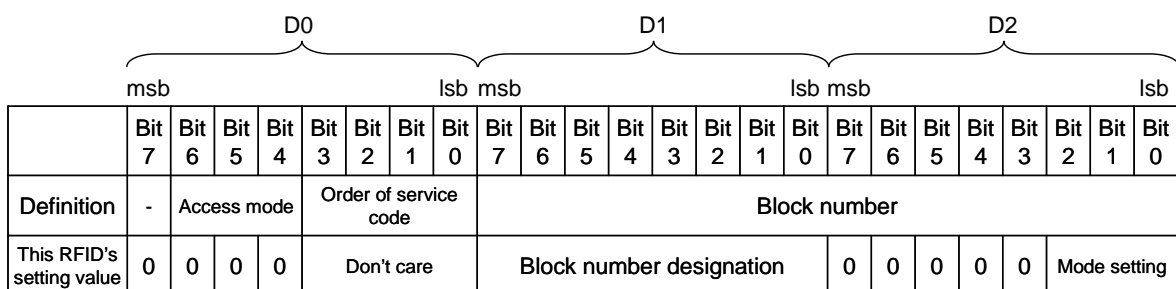 D0 D1 D2
msb lsb msb lsb msb lsb
Bit 7 Bit 6 Bit 5 Bit 4 Bit 3 Bit 2 Bit 1 Bit 0 Bit 7 Bit 6 Bit 5 Bit 4 Bit 3 Bit 2 Bit 1 Bit 0 Bit 7 Bit 6 Bit 5 Bit 4 Bit 3 Bit 2 Bit 1 Bit 0
Definition - Access mode Order of service code Block number
This RFID's setting value 0 0 0 0 Don't care Block number designation 0 0 0 0 0 Mode setting